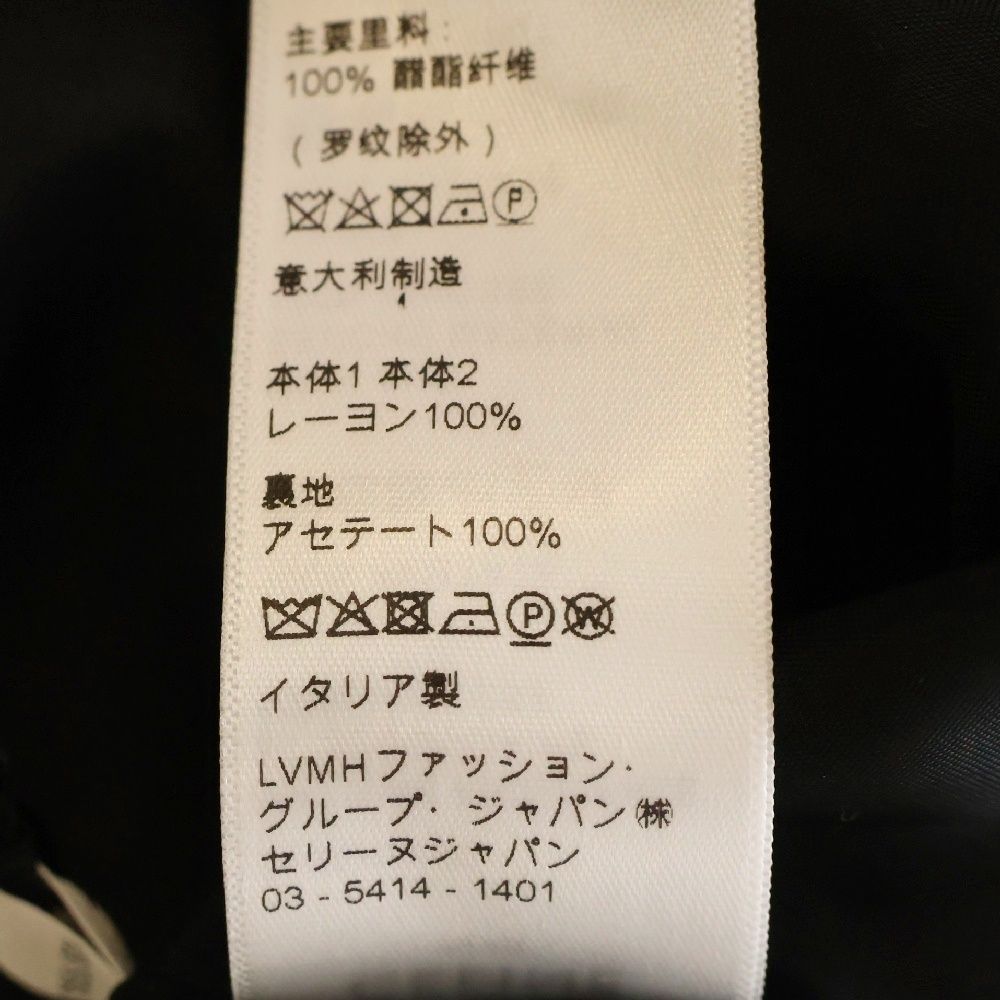 主要里料:
100% 醋酯纤维
(罗纹除外)
P
意大利制造
本体1 本体2
レーヨン100%
裏地
アセテート100%
P W
イタリア製
LVMHファッション・
グループ・ジャパン㈱
セリーヌジャパン
03 - 5414 - 1401